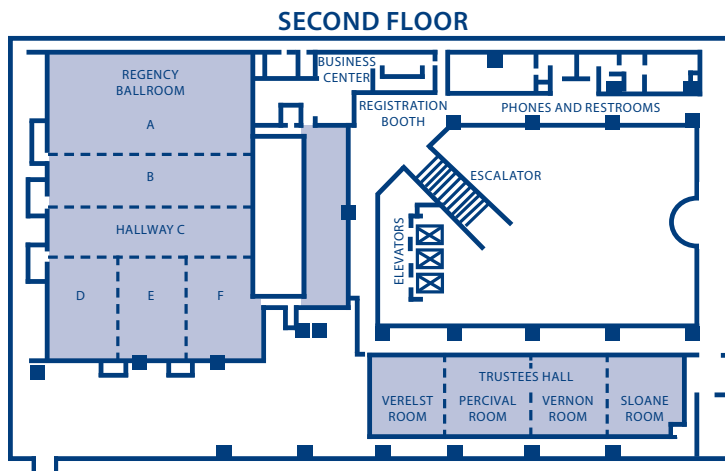 SECOND FLOOR
BUSINESS
CENTER
REGENCY
BALLROOM
REGISTRATION
BOOTH
PHONES AND RESTROOMS
A
ESCALATOR
B
HALLWAY C
ELEVATORS
D
E
F
TRUSTEES HALL
VERELST
ROOM
PERCIVAL
ROOM
VERNON
ROOM
SLOANE
ROOM